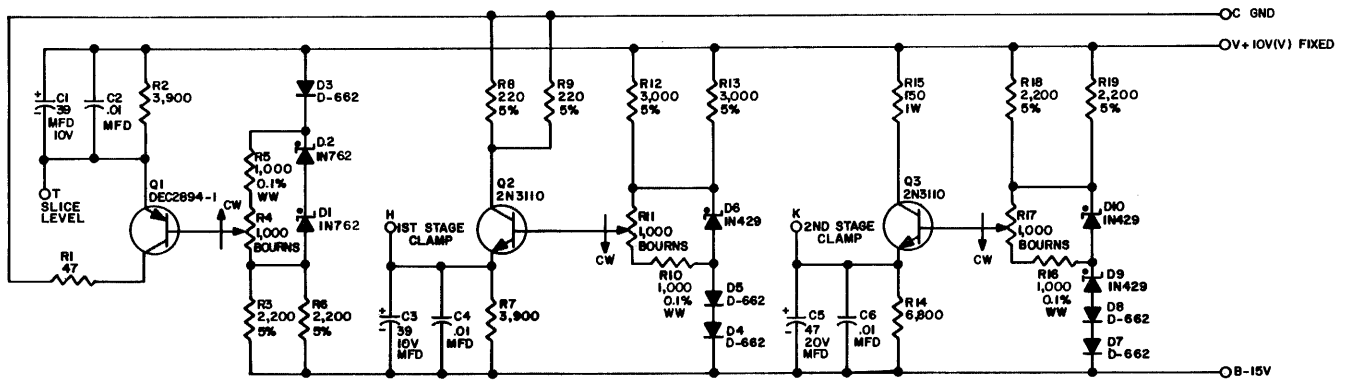 C GND
V+10V(V) FIXED
+
C1
39
MFD
10V
-
C2
.01
MFD
R2
3,900
D3
D-662
D2
IN762
R5
1,000
0.1%
WW
Q1
DEC2894-1
CW
R4
1,000
BOURNS
D1
IN762
T
SLICE
LEVEL
R1
47
R3
2,200
5%
R6
2,200
5%
R8
220
5%
R9
220
5%
Q2
2N3110
H
1ST STAGE
CLAMP
+
C3
39
10V
MFD
-
C4
.01
MFD
R7
3,900
R12
3,000
5%
R13
3,000
5%
R11
1,000
BOURNS
CW
D6
IN429
R10
1,000
0.1%
WW
D5
D-662
D4
D-662
R15
150
1W
Q3
2N3110
K
2ND STAGE
CLAMP
+
C5
47
20V
MFD
-
C6
.01
MFD
R14
6,800
R18
2,200
5%
R19
2,200
5%
R17
1,000
BOURNS
CW
D10
IN429
R16
1,000
0.1%
WW
D9
IN429
D8
D-662
D7
D-662
B-15V